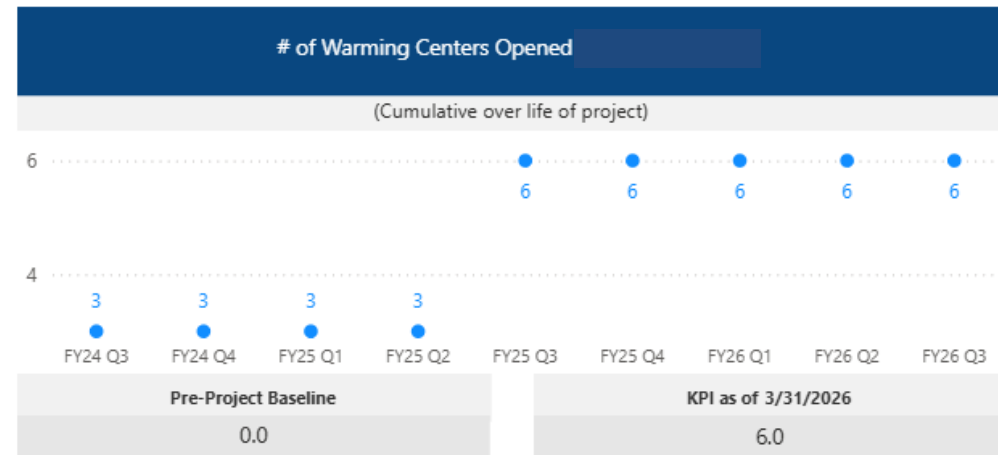 # of Warming Centers Opened
(Cumulative over life of project)
6
6 6 6 6 6
4
3 3 3 3
FY24 Q3 FY24 Q4 FY25 Q1 FY25 Q2 FY25 Q3 FY25 Q4 FY26 Q1 FY26 Q2 FY26 Q3
Pre-Project Baseline KPI as of 3/31/2026
0.0 6.0